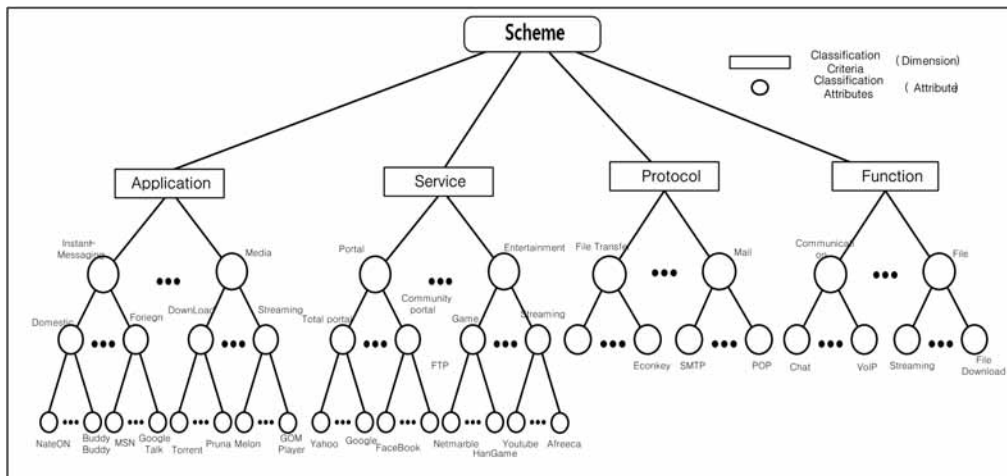 Scheme
Classification
Criteria
(Dimension)
Classification
Attributes
(Attribute)
Application
Service
Protocol
Function
Instant-
Messaging
Media
Portal
Entertainment
File Transfer
Mail
Communicati
on
File
Domestic
Foriegn
DownLoad
Streaming
Total portal
Community
portal
Game
Streaming
FTP
Econkey
SMTP
POP
Chat
VoIP
Streaming
File
Download
NateON
Buddy
Buddy
MSN
Google
Talk
Torrent
Pruna
Melon
GOM
Player
Yahoo
Google
FaceBook
Netmarble
HanGame
Youtube
Afreeca